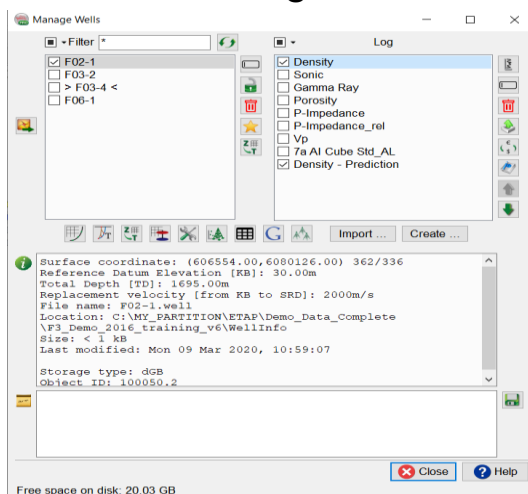 Manage Wells
Filter *
Log
F02-1
F03-2
> F03-4 <
F06-1
Density
Sonic
Gamma Ray
Porosity
P-Impedance
P-Impedance_rel
Vp
7a AI Cube Std_AL
Density - Prediction
Import ... Create ...
Surface coordinate: (606554.00,6080126.00) 362/336
Reference Datum Elevation [KB]: 30.00m
Total Depth [TD]: 1695.00m
Replacement velocity [from KB to SRD]: 2000m/s
File name: F02-1.well
Location: C:\MY_PARTITION\ETAP\Demo_Data_Complete
\F3_Demo_2016_training_v6\WellInfo
Size: < 1 kB
Last modified: Mon 09 Mar 2020, 10:59:07
Storage type: dGB
Object ID: 100050.2
Close Help
Free space on disk: 20.03 GB